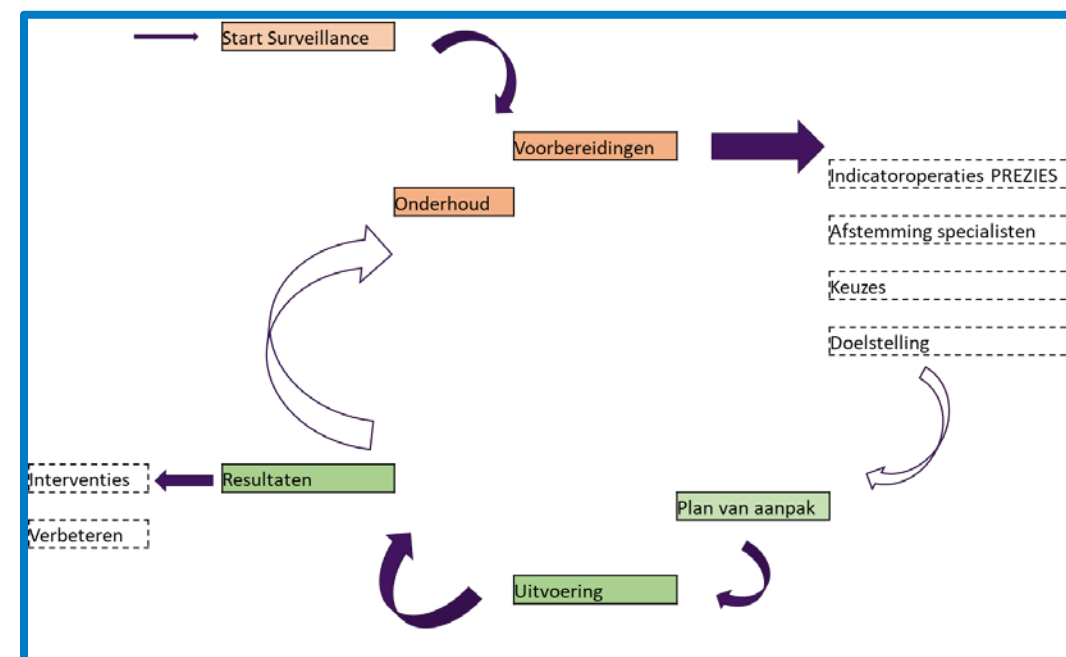 Start Surveillance
Voorbereidingen
Indicatoroperaties PREZIES
Onderhoud
Afstemming specialisten
Keuzes
Doelstelling
Interventies
Resultaten
Plan van aanpak
Verbeteren
Uitvoering